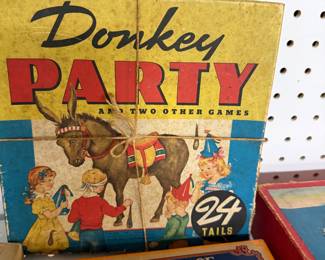 Donkey
PARTY
AND TWO OTHER GAMES
24
TAILS